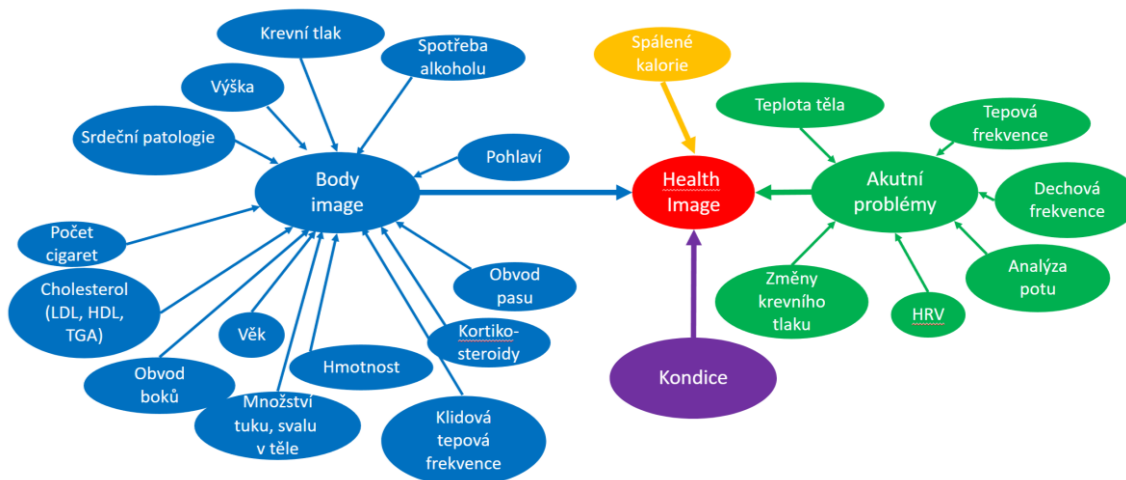 Krevní tlak
Spotřeba
alkoholu
Výška
Srdeční patologie
Pohlaví
Body
image
Počet
cigaret
Cholesterol
(LDL, HDL,
TGA)
Obvod
boků
Věk
Množství
tuku, svalu
v těle
Hmotnost
Klidová
tepová
frekvence
Kortiko-
steroidy
Obvod
pasu
Spálené
kalorie
Health
Image
Kondice
Teplota těla
Tepová
frekvence
Akutní
problémy
Dechová
frekvence
Analýza
potu
HRV
Změny
krevního
tlaku